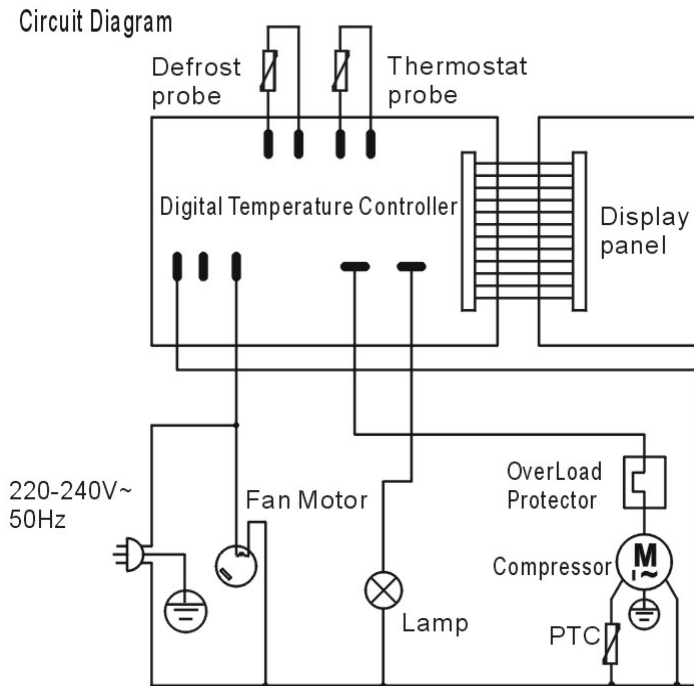 Circuit Diagram
Defrost
probe
Thermostat
probe
Digital Temperature Controller
Display
panel
220-240V~
50Hz
Fan Motor
OverLoad
Protector
Compressor
M
1~
Lamp
PTC